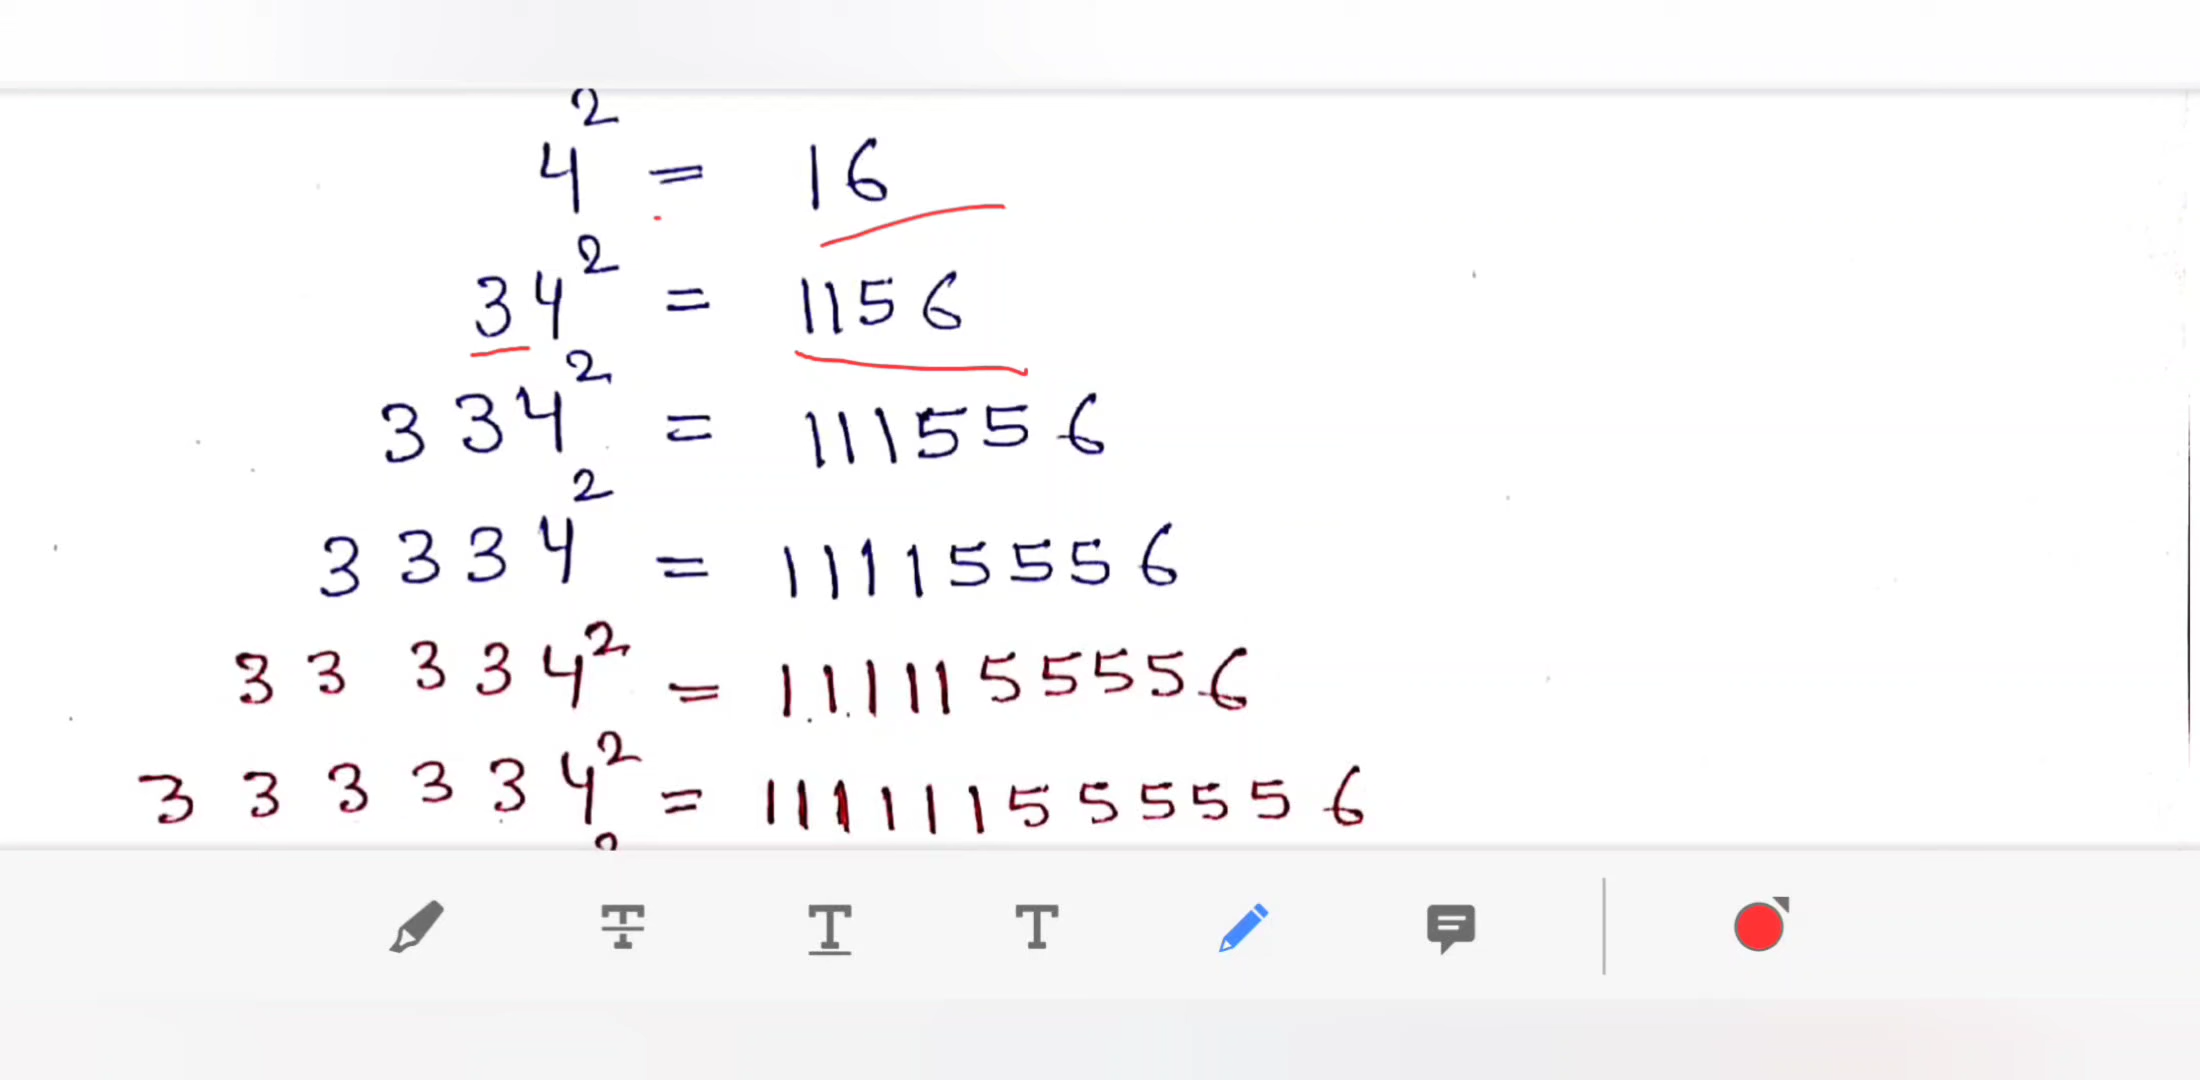 4² = 16
34² = 1156
334² = 111556
3334² = 11115556
33334² = 1111155556
333334² = 111111555556